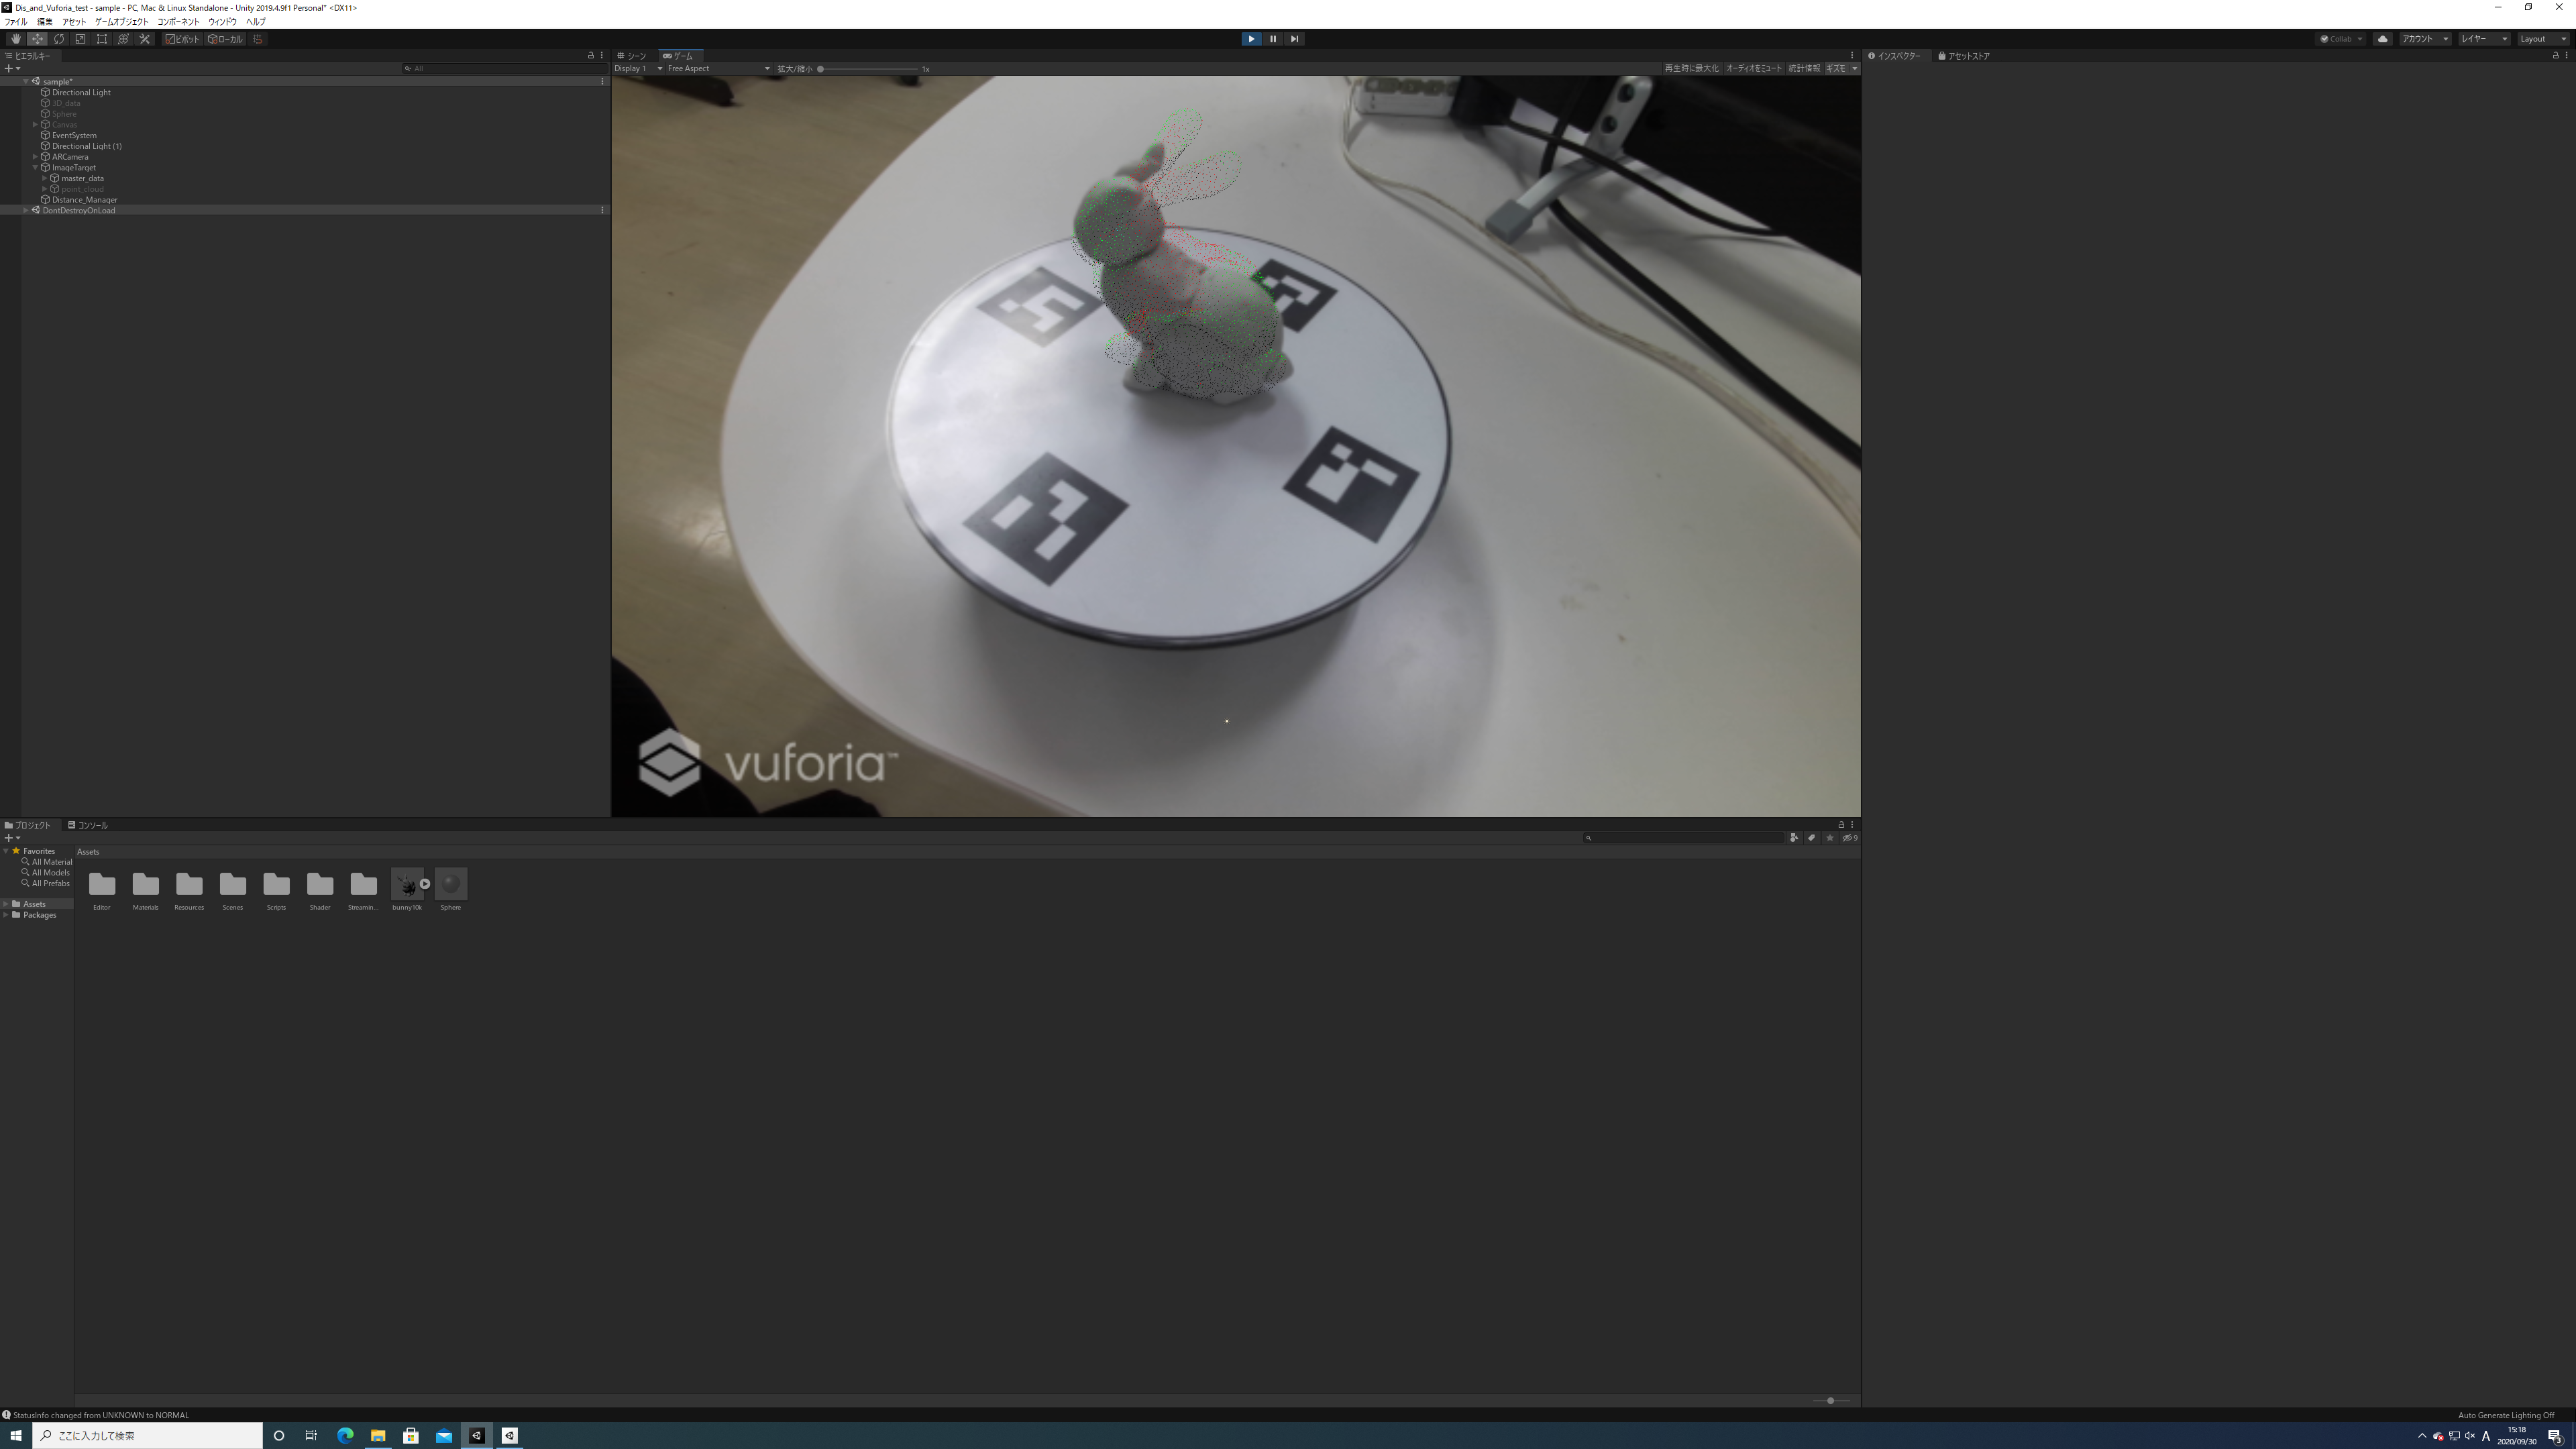 Dis_and_Vuforia_test - sample - PC, Mac & Linux Standalone - Unity 2019.4.9f1 Personal* <DX11>
ファイル 編集 アセット ゲームオブジェクト コンポーネント ウィンドウ ヘルプ
ピボット ローカル
Collab アカウント レイヤー Layout
ヒエラルキー
All
sample*
Directional Light
3D_data
Sphere
Canvas
EventSystem
Directional Light (1)
ARCamera
ImageTarget
master_data
point_cloud
Distance_Manager
DontDestroyOnLoad
シーン ゲーム
Display 1 Free Aspect 拡大/縮小 1x 再生時に最大化 オーディオをミュート 統計情報 ギズモ
vuforia™
インスペクター アセットストア
プロジェクト コンソール
9
Favorites
All Material
All Models
All Prefabs
Assets
Packages
Assets
Editor Materials Resources Scenes Scripts Shader Streamin... bunny10k Sphere
StatusInfo changed from UNKNOWN to NORMAL
Auto Generate Lighting Off
ここに入力して検索
A
15:18
2020/09/30
3